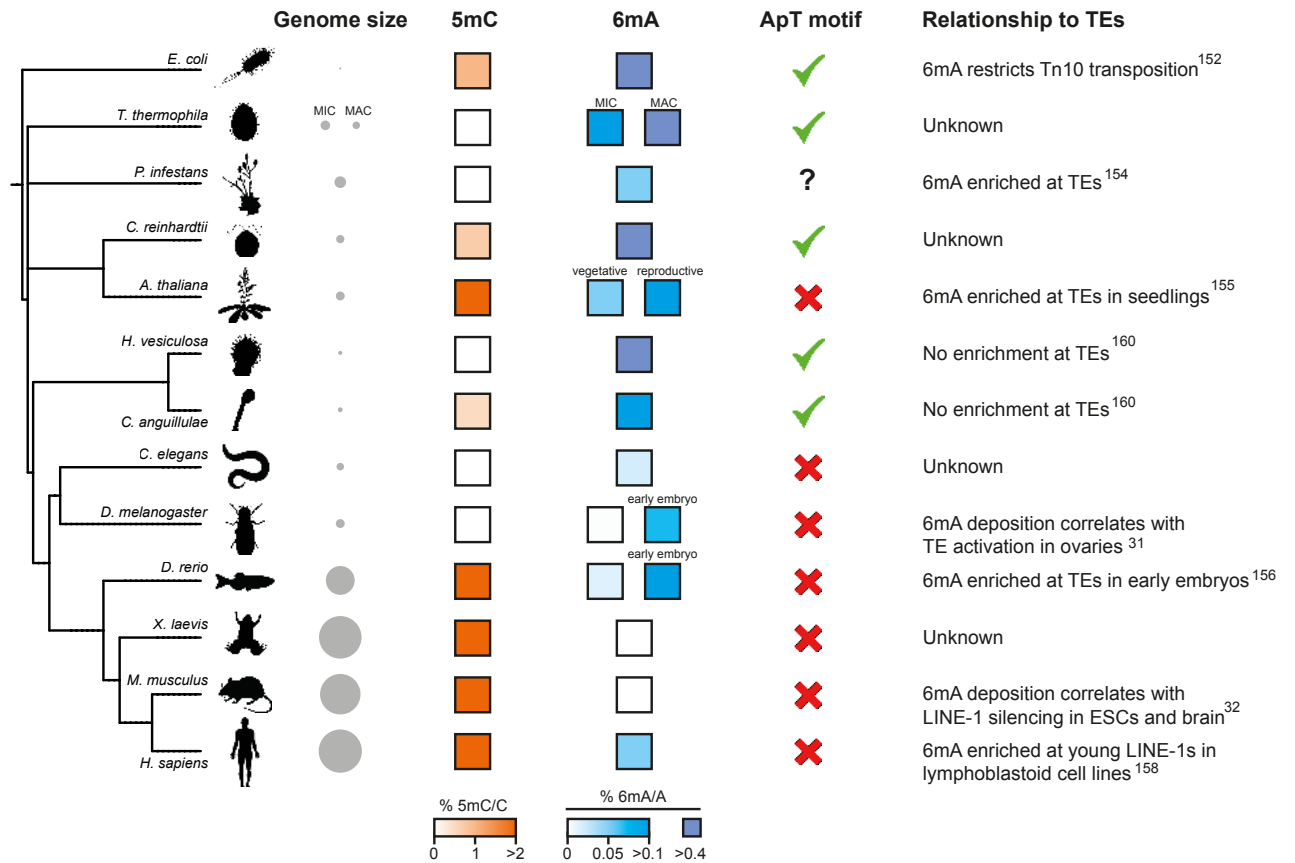 Genome size 5mC 6mA ApT motif Relationship to TEs
E. coli 6mA restricts Tn10 transposition152
T. thermophila MIC MAC MIC MAC Unknown
P. infestans ? 6mA enriched at TEs154
C. reinhardtii Unknown
A. thaliana vegetative reproductive 6mA enriched at TEs in seedlings155
H. vesiculosa No enrichment at TEs160
C. anguillulae No enrichment at TEs160
C. elegans Unknown
D. melanogaster early embryo 6mA deposition correlates with
TE activation in ovaries 31
D. rerio early embryo 6mA enriched at TEs in early embryos156
X. laevis Unknown
M. musculus 6mA deposition correlates with
LINE-1 silencing in ESCs and brain32
H. sapiens 6mA enriched at young LINE-1s in
lymphoblastoid cell lines158
% 5mC/C % 6mA/A
0 1 >2 0 0.05 >0.1 >0.4